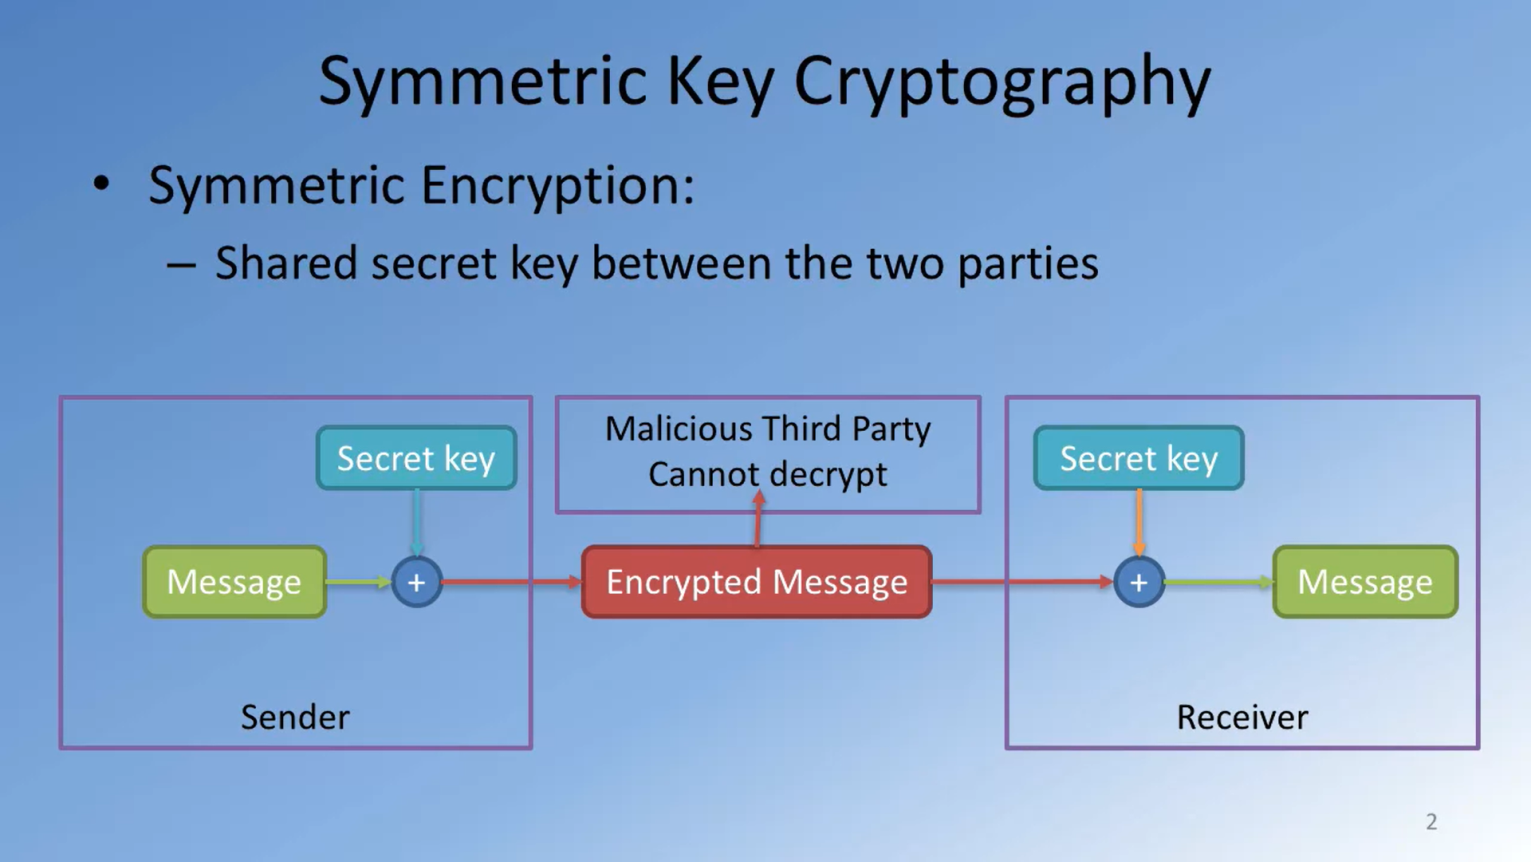 Symmetric Key Cryptography
• Symmetric Encryption:
– Shared secret key between the two parties
Secret key
Message
+
Sender
Malicious Third Party
Cannot decrypt
Encrypted Message
Secret key
+
Message
Receiver
2